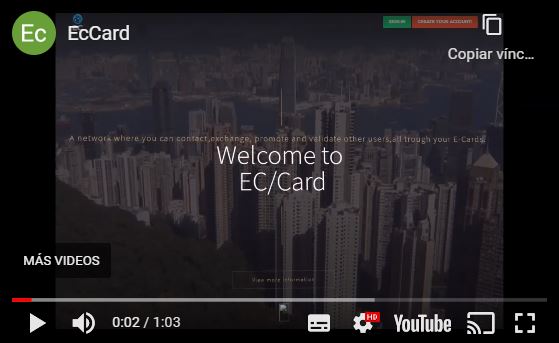 Ec
EcCard
SIGN IN
CREATE YOUR ACCOUNT!
Copiar vínc...
A network where you can contact,exchange, promote and validate other users,all trough your E-Cards.
Welcome to
EC/Card
MÁS VIDEOS
View more information
0:02 / 1:03
HD
YouTube